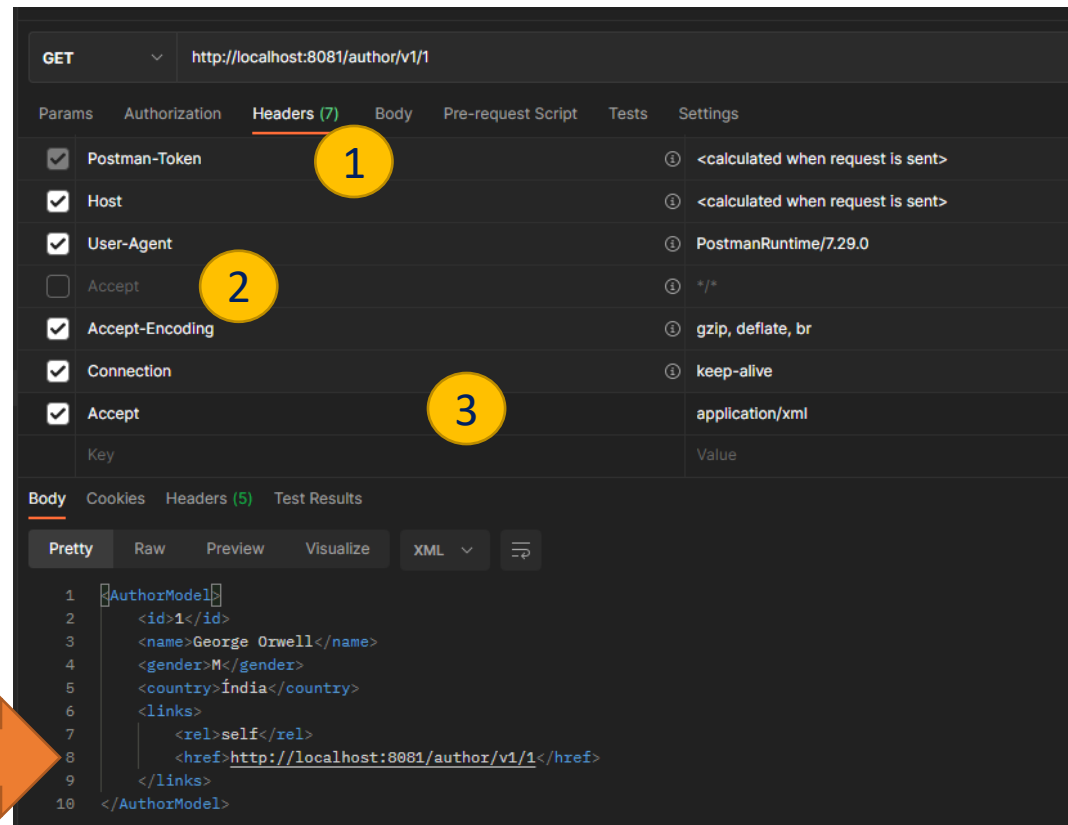 GET http://localhost:8081/author/v1/1
Params Authorization Headers (7) Body Pre-request Script Tests Settings
1
Postman-Token <calculated when request is sent>
Host <calculated when request is sent>
User-Agent PostmanRuntime/7.29.0
2
Accept */*
Accept-Encoding gzip, deflate, br
Connection keep-alive
3
Accept application/xml
Key Value
Body Cookies Headers (5) Test Results
Pretty Raw Preview Visualize XML
1 <AuthorModel>
2 <id>1</id>
3 <name>George Orwell</name>
4 <gender>M</gender>
5 <country>Índia</country>
6 <links>
7 <rel>self</rel>
8 <href>http://localhost:8081/author/v1/1</href>
9 </links>
10 </AuthorModel>